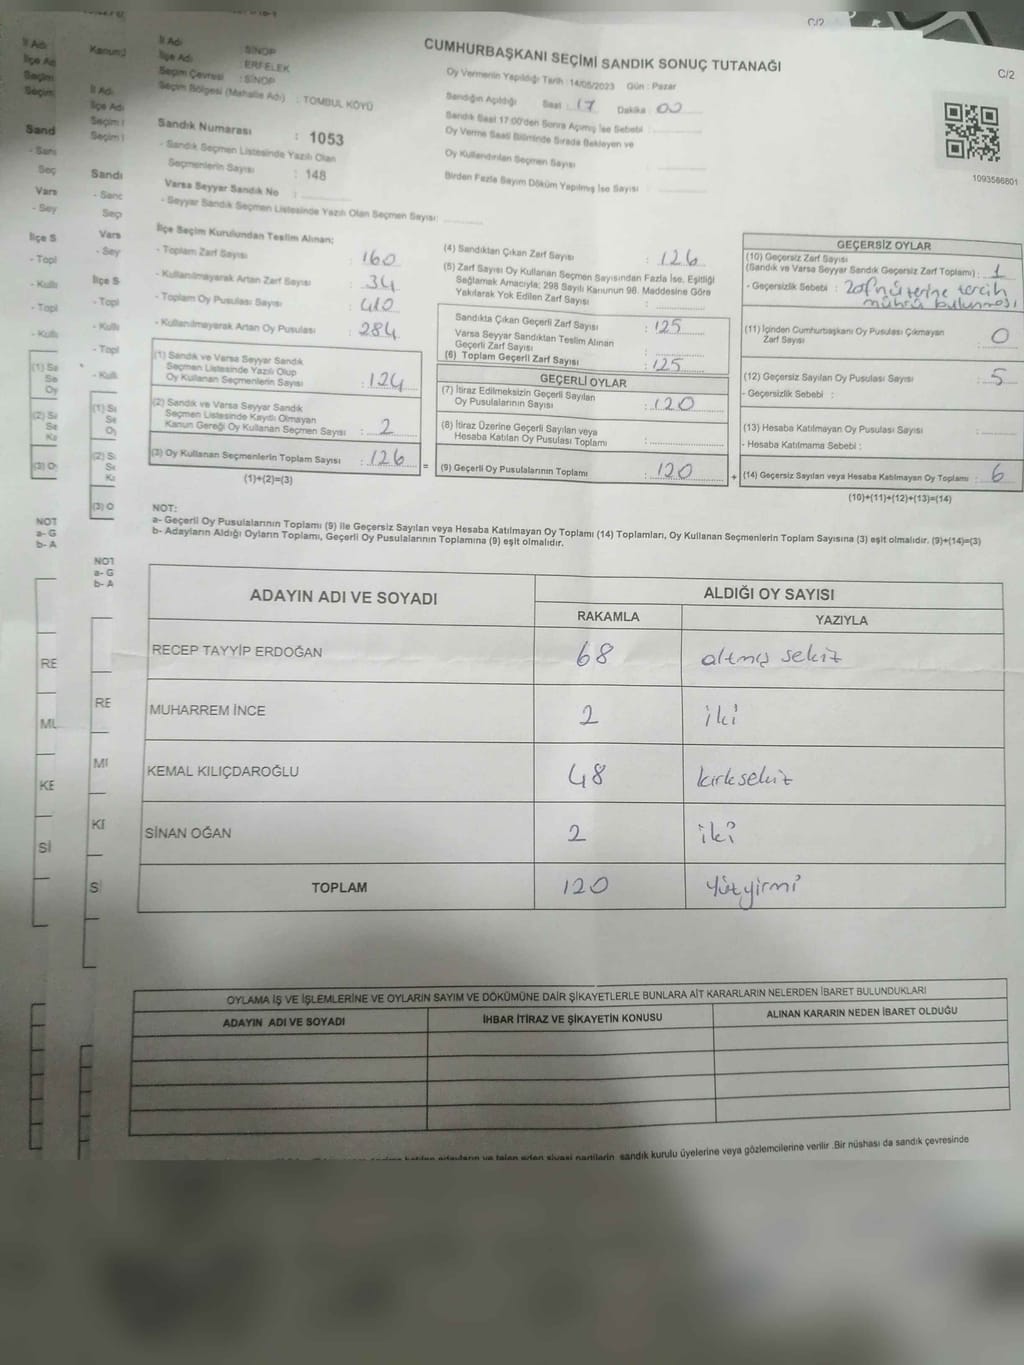 C/2
CUMHURBAŞKANI SEÇİMİ SANDIK SONUÇ TUTANAĞI
C/2
İl Adı : SİNOP
İlçe Adı : ERFELEK
Seçim Çevresi : SİNOP
Seçim Bölgesi (Mahalle Adı) : TOMBUL KÖYÜ
Oy Vermenin Yapıldığı Tarih : 14/05/2023 Gün : Pazar
Sandığın Açıldığı Saat : 17 Dakika : 00
Sandık Saat 17:00'den Sonra Açımış İse Sebebi :
Oy Verme Saati Bitiminde Sırada Bekleyen ve
Oy Kullandırılan Seçmen Sayısı :
Birden Fazla Sayım Döküm Yapılmış İse Sayısı :
1093566801
Sandık Numarası : 1053
- Sandık Seçmen Listesinde Yazılı Olan
Seçmenlerin Sayısı : 148
Varsa Seyyar Sandık No :
- Seyyar Sandık Seçmen Listesinde Yazılı Olan Seçmen Sayısı:
İlçe Seçim Kurulundan Teslim Alınan;
- Toplam Zarf Sayısı : 160
- Kullanılmayarak Artan Zarf Sayısı : 34
- Toplam Oy Pusulası Sayısı : 410
- Kullanılmayarak Artan Oy Pusulası : 284
(1) Sandık ve Varsa Seyyar Sandık
Seçmen Listesinde Yazılı Olup
Oy Kullanan Seçmenlerin Sayısı : 124
(2) Sandık ve Varsa Seyyar Sandık
Seçmen Listesinde Kayıtlı Olmayan
Kanun Gereği Oy Kullanan Seçmen Sayısı : 2
(3) Oy Kullanan Seçmenlerin Toplam Sayısı : 126
(1)+(2)=(3)
(4) Sandıktan Çıkan Zarf Sayısı : 126
(5) Zarf Sayısı Oy Kullanan Seçmen Sayısından Fazla İse, Eşitliği
Sağlamak Amacıyla; 298 Sayılı Kanunun 98. Maddesine Göre
Yakılarak Yok Edilen Zarf Sayısı :
Sandıkta Çıkan Geçerli Zarf Sayısı : 125
Varsa Seyyar Sandıktan Teslim Alınan
Geçerli Zarf Sayısı :
(6) Toplam Geçerli Zarf Sayısı : 125
GEÇERLİ OYLAR
(7) İtiraz Edilmeksizin Geçerli Sayılan
Oy Pusulalarının Sayısı : 120
(8) İtiraz Üzerine Geçerli Sayılan veya
Hesaba Katılan Oy Pusulası Toplamı :
= (9) Geçerli Oy Pusulalarının Toplamı : 120
GEÇERSİZ OYLAR
(10) Geçersiz Zarf Sayısı
(Sandık ve Varsa Seyyar Sandık Geçersiz Zarf Toplamı) : 1
- Geçersizlik Sebebi : Zarf üzerine tercih
mührü bulunması
(11) İçinden Cumhurbaşkanı Oy Pusulası Çıkmayan
Zarf Sayısı : 0
(12) Geçersiz Sayılan Oy Pusulası Sayısı : 5
- Geçersizlik Sebebi :
(13) Hesaba Katılmayan Oy Pusulası Sayısı :
- Hesaba Katılmama Sebebi :
+ (14) Geçersiz Sayılan veya Hesaba Katılmayan Oy Toplamı : 6
(10)+(11)+(12)+(13)=(14)
NOT:
a- Geçerli Oy Pusulalarının Toplamı (9) ile Geçersiz Sayılan veya Hesaba Katılmayan Oy Toplamı (14) Toplamları, Oy Kullanan Seçmenlerin Toplam Sayısına (3) eşit olmalıdır. (9)+(14)=(3)
b- Adayların Aldığı Oyların Toplamı, Geçerli Oy Pusulalarının Toplamına (9) eşit olmalıdır.
ADAYIN ADI VE SOYADI ALDIĞI OY SAYISI
RAKAMLA YAZIYLA
RECEP TAYYİP ERDOĞAN 68 altmış sekiz
MUHARREM İNCE 2 iki
KEMAL KILIÇDAROĞLU 48 kırksekiz
SİNAN OĞAN 2 iki
TOPLAM 120 yüzyirmi
OYLAMA İŞ VE İŞLEMLERİNE VE OYLARIN SAYIM VE DÖKÜMÜNE DAİR ŞİKAYETLERLE BUNLARA AİT KARARLARIN NELERDEN İBARET BULUNDUKLARI
ADAYIN ADI VE SOYADI İHBAR İTİRAZ VE ŞİKAYETİN KONUSU ALINAN KARARIN NEDEN İBARET OLDUĞU
sandık kurulu üyelerine veya gözlemcilerine verilir .Bir nüshası da sandık çevresinde